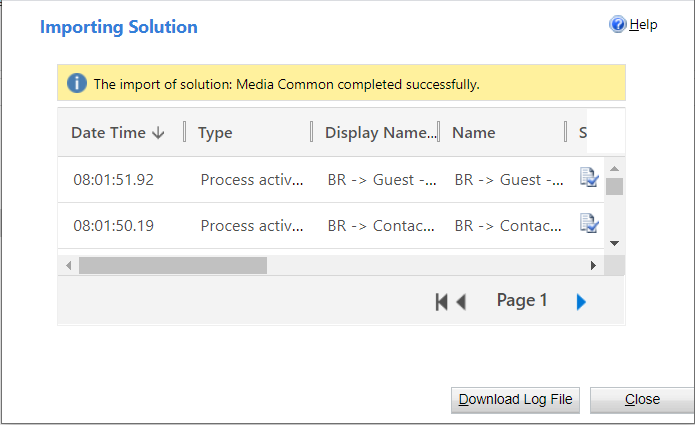 Importing Solution
Help
The import of solution: Media Common completed successfully.
Date Time Type Display Name... Name S
08:01:51.92 Process activ... BR -> Guest -... BR -> Guest -...
08:01:50.19 Process activ... BR -> Contac... BR -> Contac...
Page 1
Download Log File Close